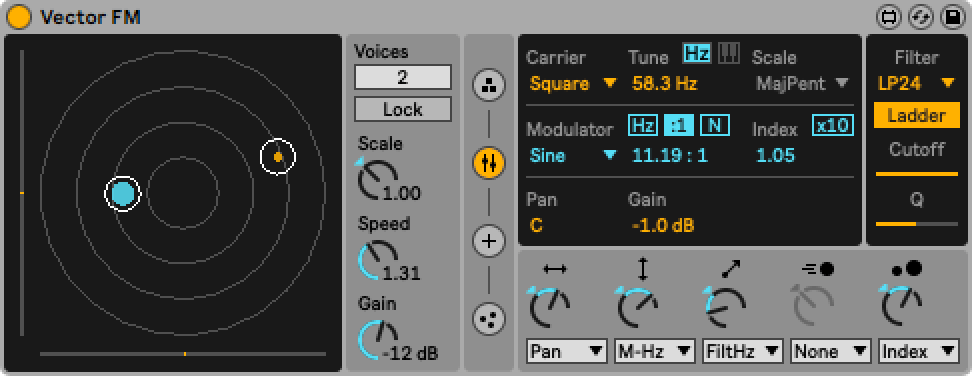 Vector FM
Voices
2
Lock
Scale
1.00
Speed
1.31
Gain
-12 dB
Carrier Tune Hz Scale
Square 58.3 Hz MajPent
Modulator Hz :1 N Index x10
Sine 11.19 : 1 1.05
Pan Gain
C -1.0 dB
Filter
LP24
Ladder
Cutoff
Q
Pan M-Hz FiltHz None Index